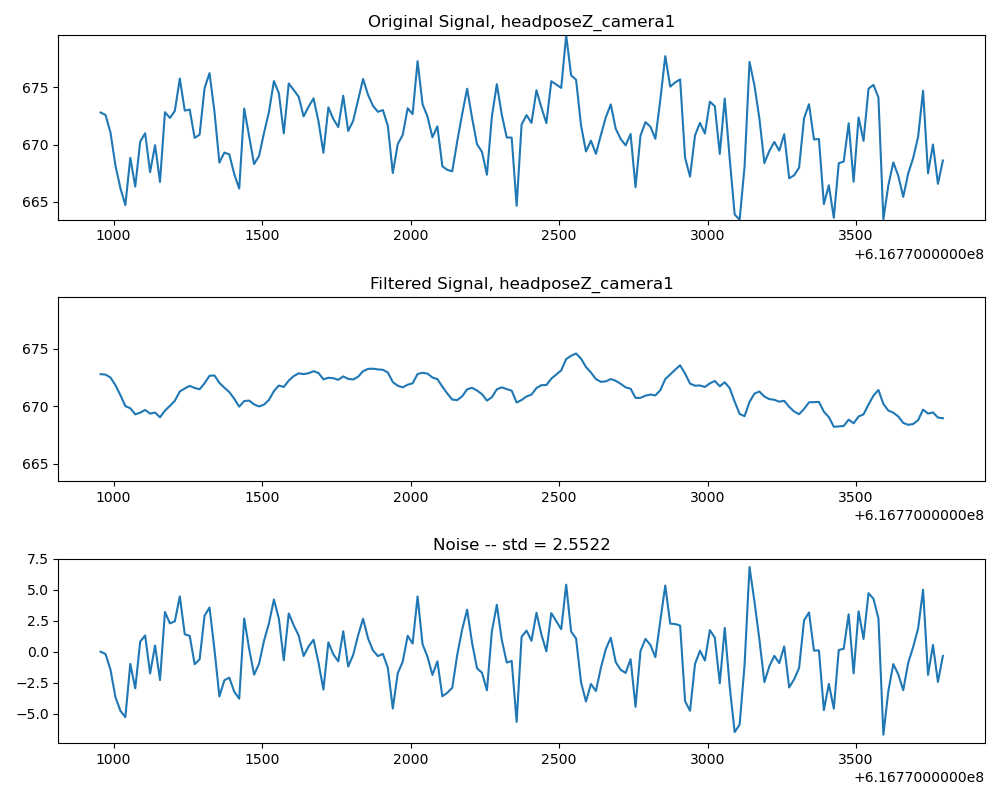 Original Signal, headposeZ_camera1
675
670
665
1000 1500 2000 2500 3000 3500
+6.1677000000e8
Filtered Signal, headposeZ_camera1
675
670
665
1000 1500 2000 2500 3000 3500
+6.1677000000e8
Noise -- std = 2.5522
7.5
5.0
2.5
0.0
−2.5
−5.0
1000 1500 2000 2500 3000 3500
+6.1677000000e8